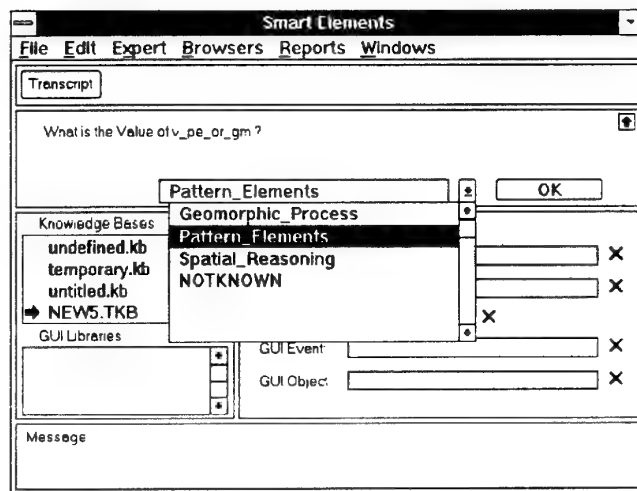 Smart Elements
File Edit Expert Browsers Reports Windows
Transcript
What is the Value of v_pe_or_gm ?
Pattern_Elements
OK
Geomorphic_Process
Pattern_Elements
Spatial_Reasoning
NOTKNOWN
Knowledge Bases
undefined.kb
temporary.kb
untitled.kb
NEW5.TKB
GUI Libraries
GUI Event:
GUI Object:
Message